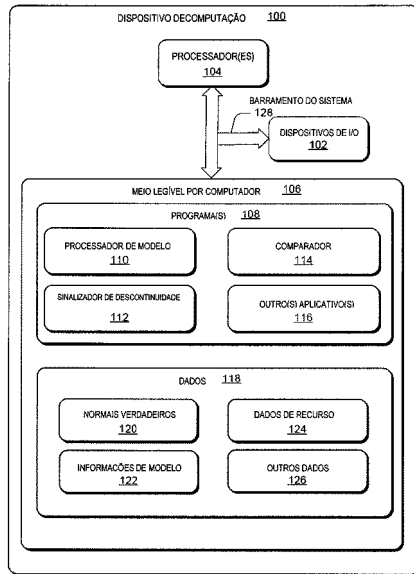 DISPOSITIVO DECOMPUTAÇÃO 100
PROCESSADOR(ES)
104
BARRAMENTO DO SISTEMA
128
DISPOSITIVOS DE I/O
102
MEIO LEGÍVEL POR COMPUTADOR 106
PROGRAMA(S) 108
PROCESSADOR DE MODELO
110
COMPARADOR
114
SINALIZADOR DE DESCONTINUIDADE
112
OUTRO(S) APLICATIVO(S)
116
DADOS 118
NORMAIS VERDADEIROS
120
DADOS DE RECURSO
124
INFORMAÇÕES DE MODELO
122
OUTROS DADOS
126